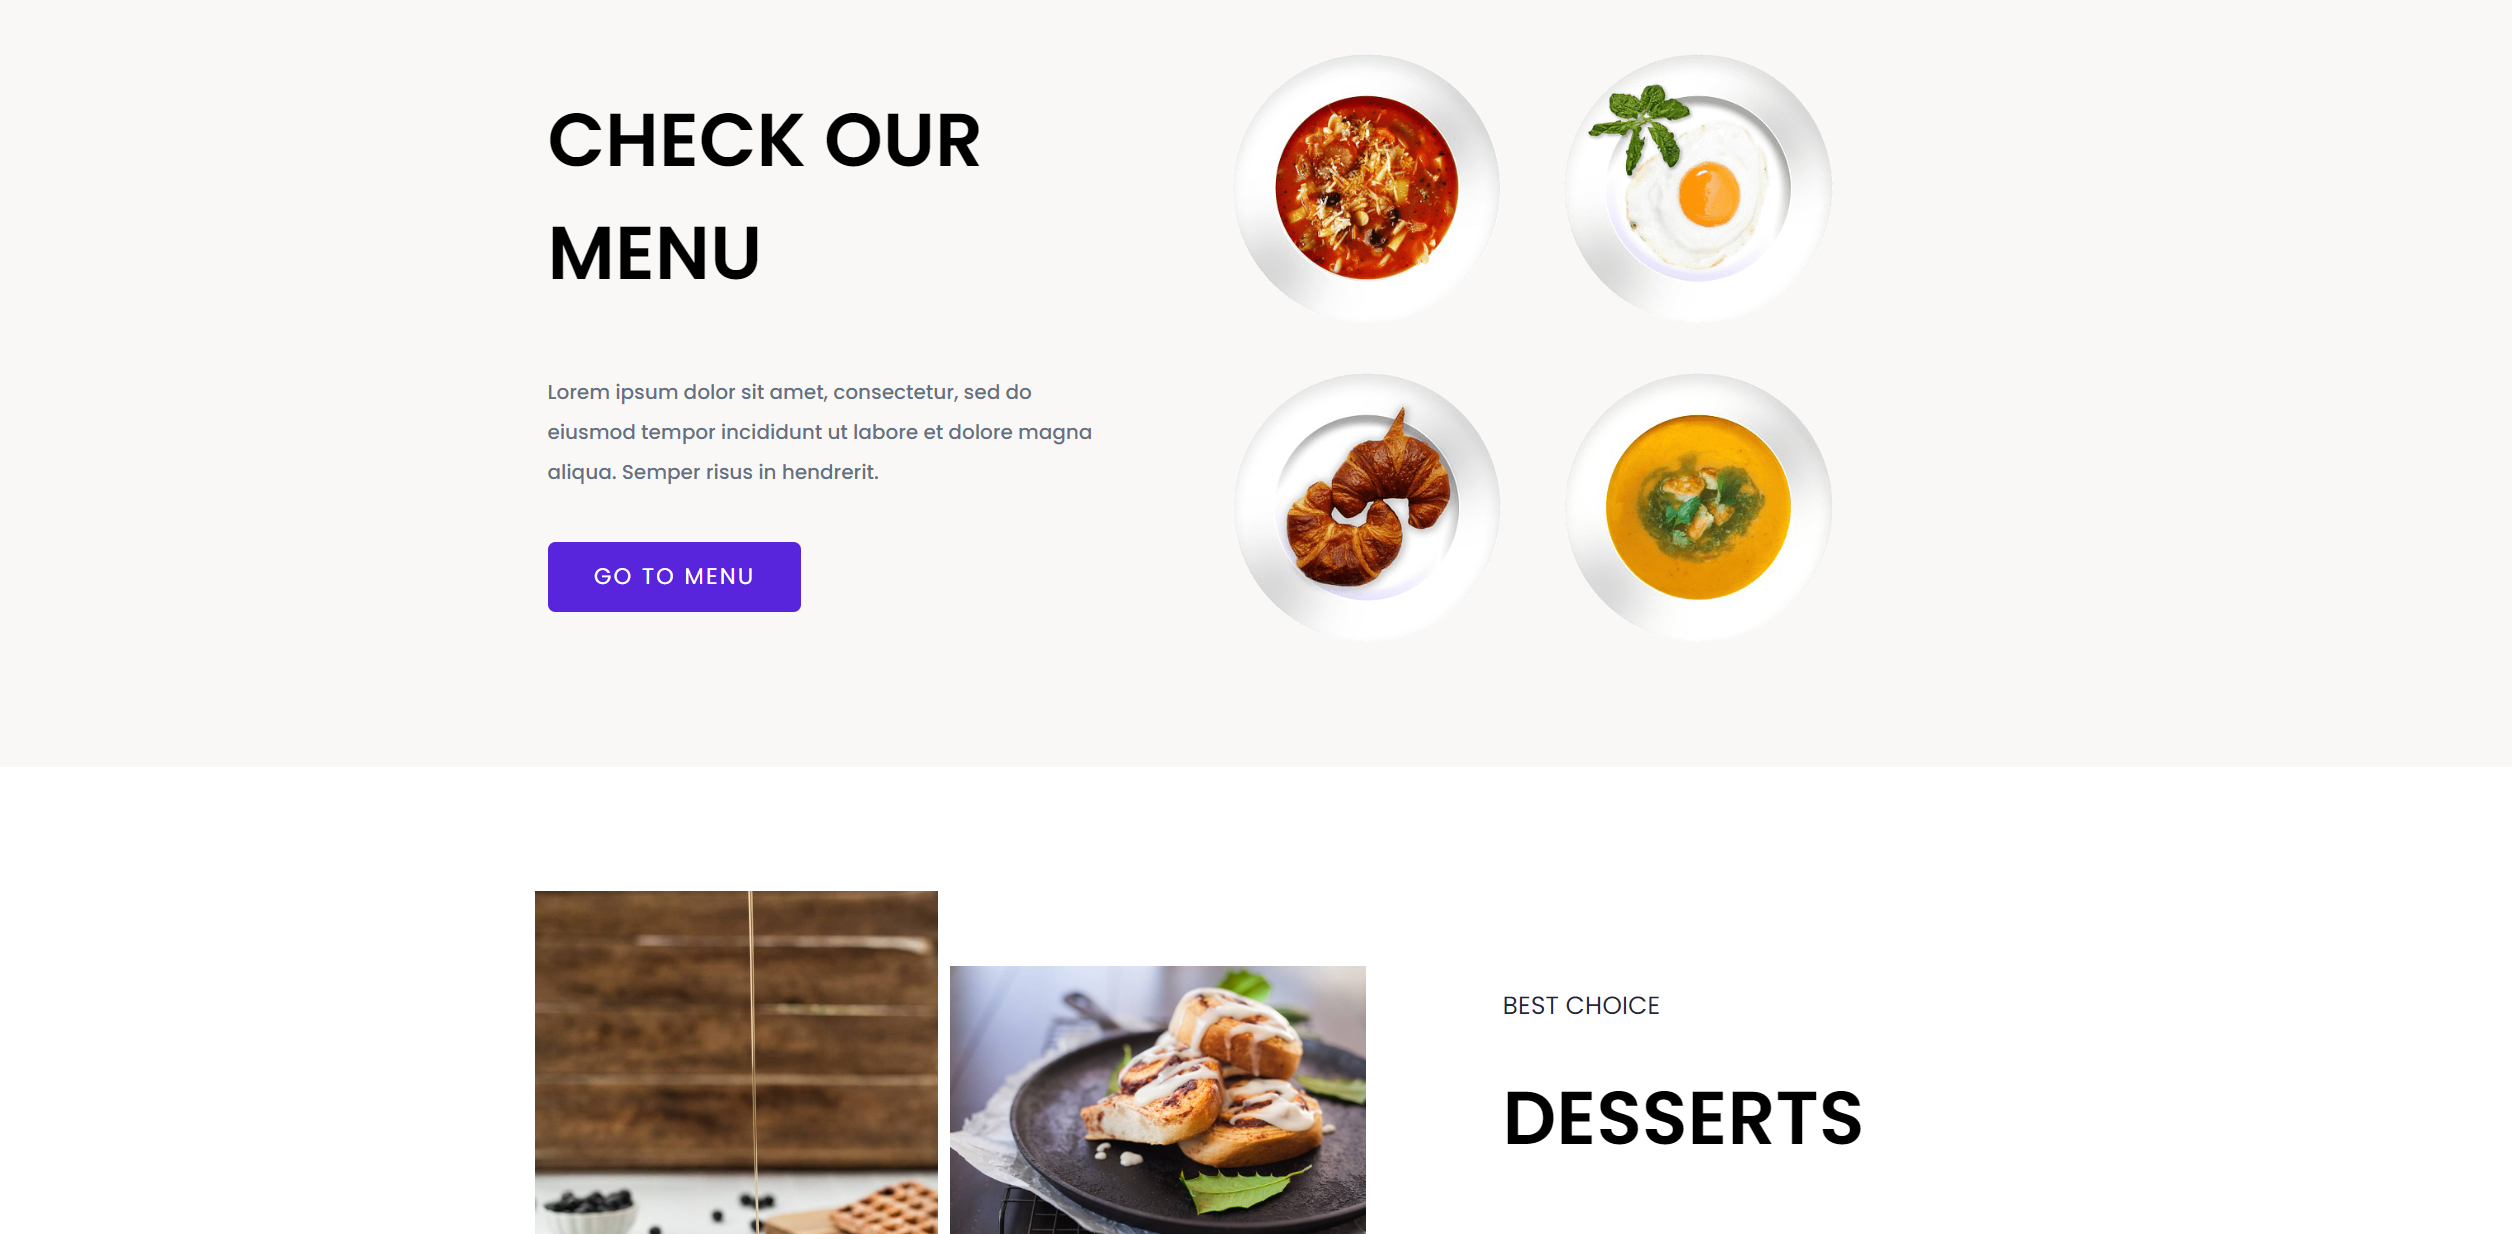 CHECK OUR
MENU
Lorem ipsum dolor sit amet, consectetur, sed do
eiusmod tempor incididunt ut labore et dolore magna
aliqua. Semper risus in hendrerit.
GO TO MENU
BEST CHOICE
DESSERTS